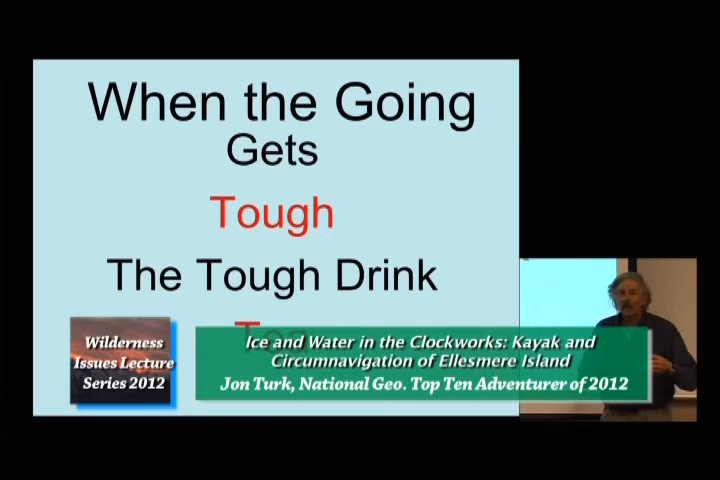 When the Going
Gets
Tough
The Tough Drink
Tea
Wilderness
Issues Lecture
Series 2012
Ice and Water in the Clockworks: Kayak and
Circumnavigation of Ellesmere Island
Jon Turk, National Geo. Top Ten Adventurer of 2012